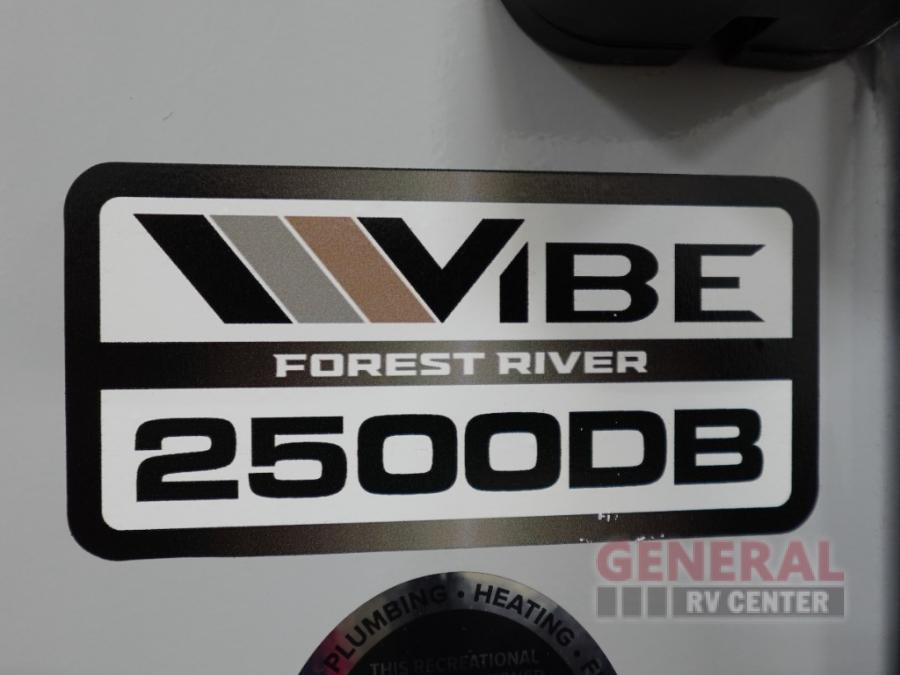 VIBE
FOREST RIVER
2500DB
GENERAL
RV CENTER
PLUMBING • HEATING •
THIS RECREATIONAL